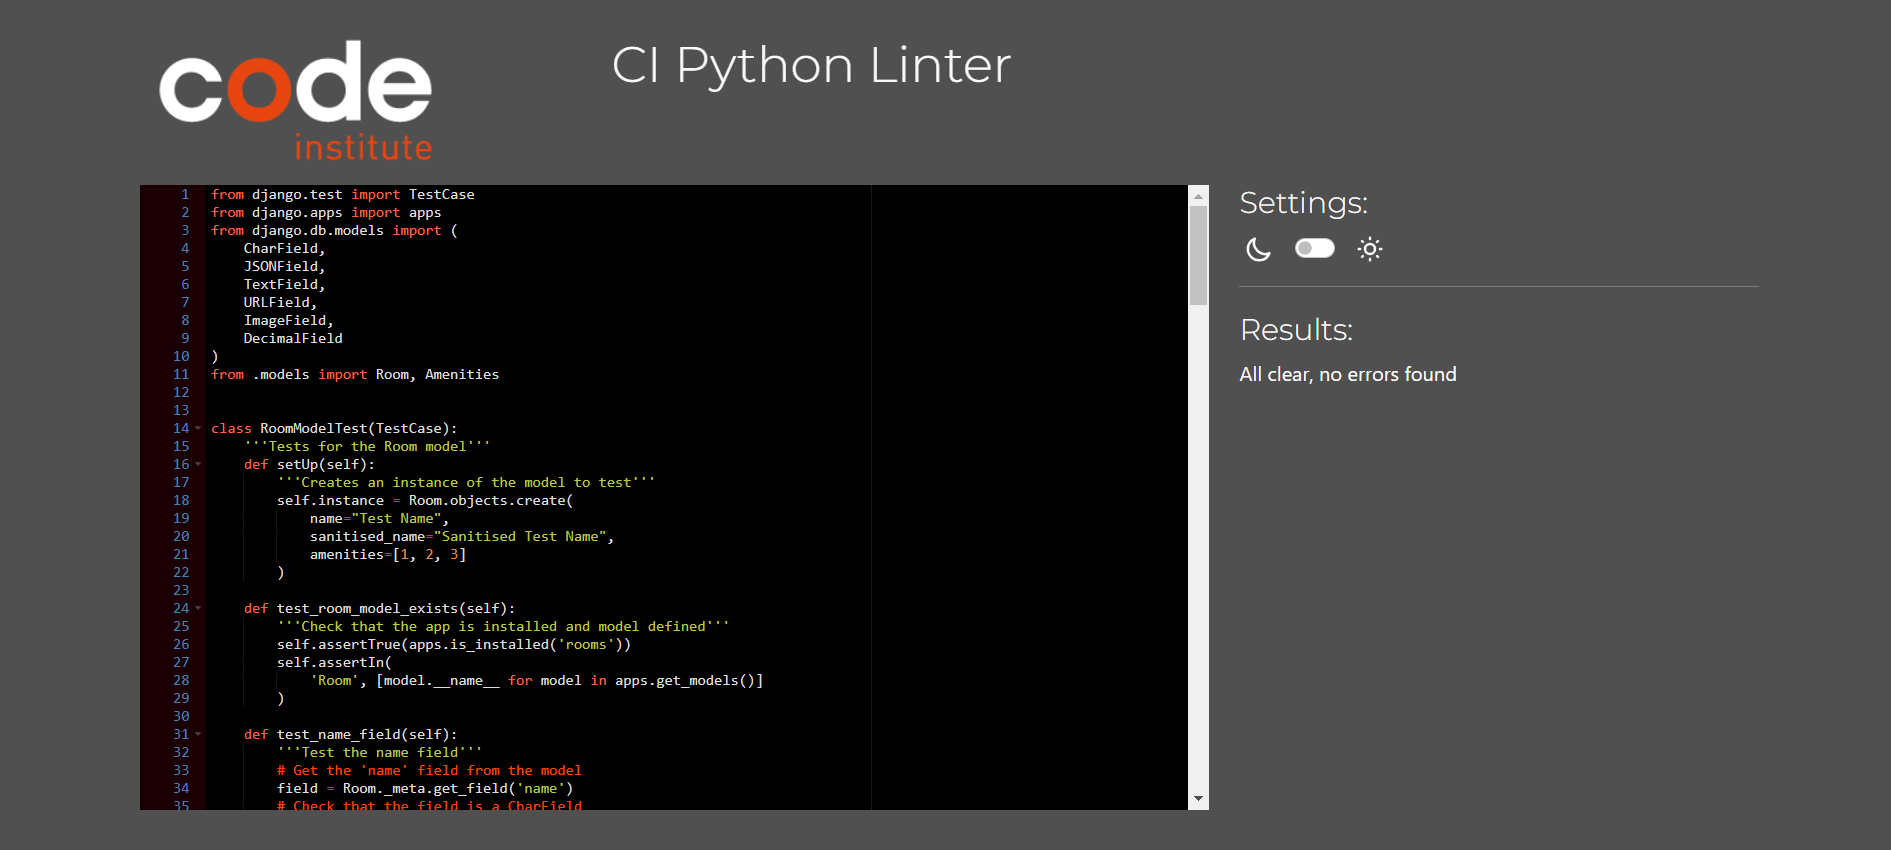 code
institute
CI Python Linter
1 from django.test import TestCase
2 from django.apps import apps
3 from django.db.models import (
4     CharField,
5     JSONField,
6     TextField,
7     URLField,
8     ImageField,
9     DecimalField
10 )
11 from .models import Room, Amenities
12
13
14 class RoomModelTest(TestCase):
15     '''Tests for the Room model'''
16     def setUp(self):
17         '''Creates an instance of the model to test'''
18         self.instance = Room.objects.create(
19             name="Test Name",
20             sanitised_name="Sanitised Test Name",
21             amenities=[1, 2, 3]
22         )
23
24     def test_room_model_exists(self):
25         '''Check that the app is installed and model defined'''
26         self.assertTrue(apps.is_installed('rooms'))
27         self.assertIn(
28             'Room', [model.__name__ for model in apps.get_models()]
29         )
30
31     def test_name_field(self):
32         '''Test the name field'''
33         # Get the 'name' field from the model
34         field = Room._meta.get_field('name')
35         # Check that the field is a CharField
Settings:
Results:
All clear, no errors found